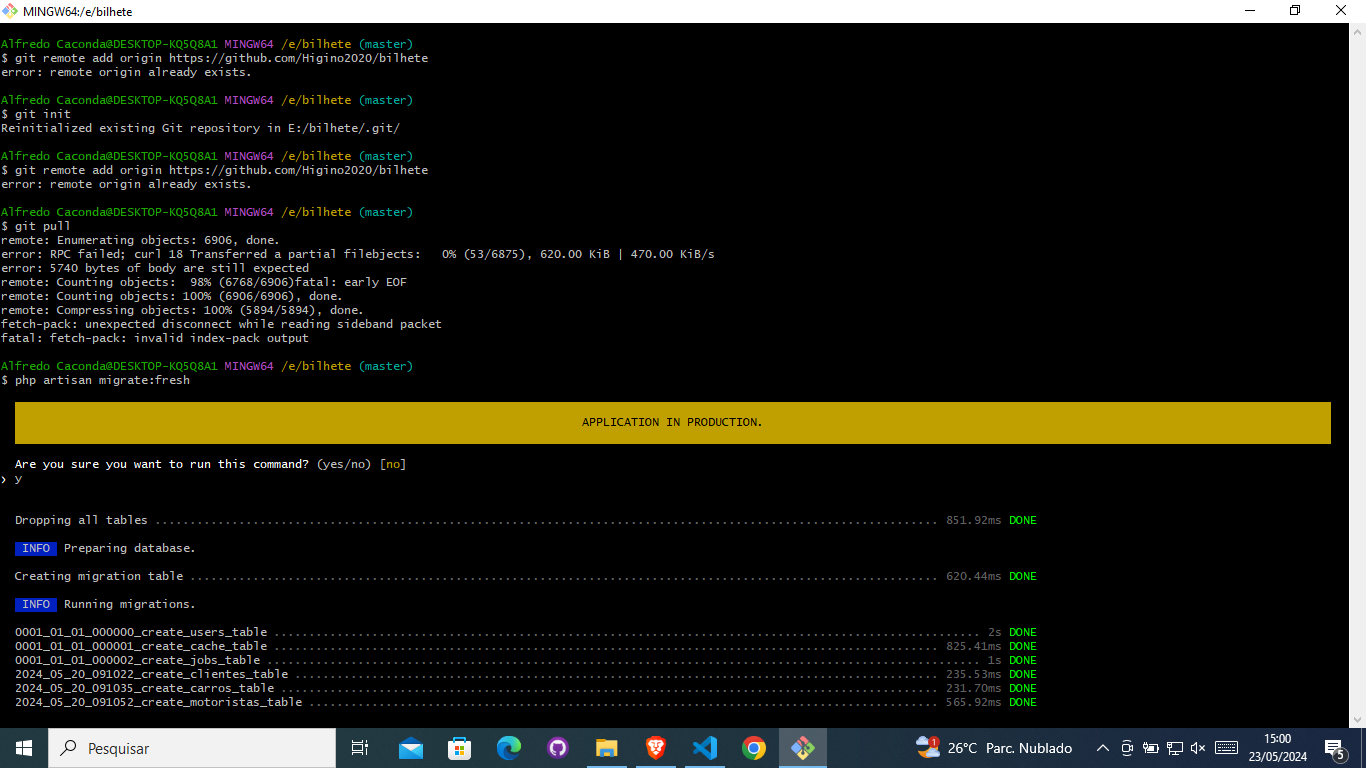 MINGW64:/e/bilhete
Alfredo Caconda@DESKTOP-KQ5Q8A1 MINGW64 /e/bilhete (master)
$ git remote add origin https://github.com/Higino2020/bilhete
error: remote origin already exists.
Alfredo Caconda@DESKTOP-KQ5Q8A1 MINGW64 /e/bilhete (master)
$ git init
Reinitialized existing Git repository in E:/bilhete/.git/
Alfredo Caconda@DESKTOP-KQ5Q8A1 MINGW64 /e/bilhete (master)
$ git remote add origin https://github.com/Higino2020/bilhete
error: remote origin already exists.
Alfredo Caconda@DESKTOP-KQ5Q8A1 MINGW64 /e/bilhete (master)
$ git pull
remote: Enumerating objects: 6906, done.
error: RPC failed; curl 18 Transferred a partial filebjects:   0% (53/6875), 620.00 KiB | 470.00 KiB/s
error: 5740 bytes of body are still expected
remote: Counting objects:  98% (6768/6906)fatal: early EOF
remote: Counting objects: 100% (6906/6906), done.
remote: Compressing objects: 100% (5894/5894), done.
fetch-pack: unexpected disconnect while reading sideband packet
fatal: fetch-pack: invalid index-pack output
Alfredo Caconda@DESKTOP-KQ5Q8A1 MINGW64 /e/bilhete (master)
$ php artisan migrate:fresh
APPLICATION IN PRODUCTION.
Are you sure you want to run this command? (yes/no) [no]
❯ y
Dropping all tables ................................................................................................................ 851.92ms DONE
INFO Preparing database.
Creating migration table ........................................................................................................... 620.44ms DONE
INFO Running migrations.
0001_01_01_000000_create_users_table ..................................................................................................... 2s DONE
0001_01_01_000001_create_cache_table ............................................................................................... 825.41ms DONE
0001_01_01_000002_create_jobs_table ...................................................................................................... 1s DONE
2024_05_20_091022_create_clientes_table ............................................................................................ 235.53ms DONE
2024_05_20_091035_create_carros_table .............................................................................................. 231.70ms DONE
2024_05_20_091052_create_motoristas_table .......................................................................................... 565.92ms DONE
Pesquisar
1
26°C Parc. Nublado
15:00
23/05/2024
5